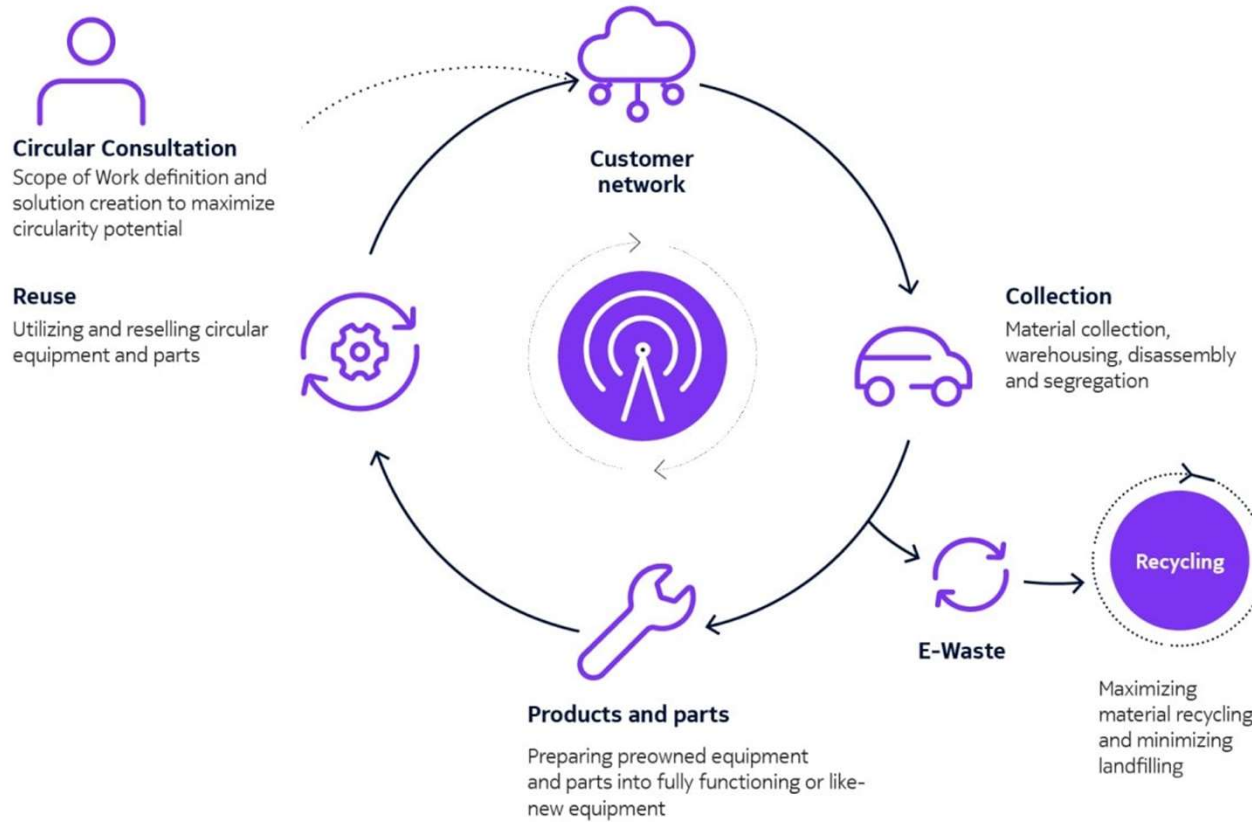 Circular Consultation
Scope of Work definition and
solution creation to maximize
circularity potential
Customer
network
Reuse
Utilizing and reselling circular
equipment and parts
Collection
Material collection,
warehousing, disassembly
and segregation
Recycling
E-Waste
Maximizing
material recycling
and minimizing
landfilling
Products and parts
Preparing preowned equipment
and parts into fully functioning or like-
new equipment